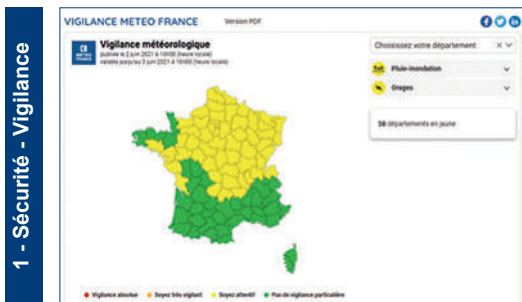 1 - Sécurité - Vigilance
VIGILANCE METEO FRANCE Version PDF
METEO
FRANCE
Vigilance météorologique
publiée le 2 juin 2021 à 16h00 (heure locale)
valable jusqu'au 3 juin 2021 à 16h00 (heure locale)
Choisissez votre département
Pluie-inondation
Orages
58 départements en jaune
Vigilance absolue Soyez très vigilant Soyez attentif Pas de vigilance particulière